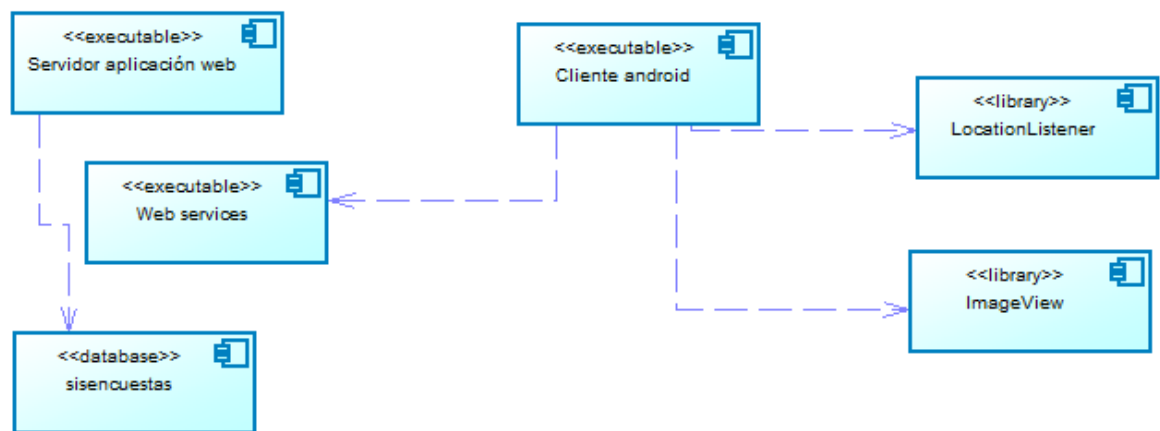 <<executable>>
Servidor aplicación web
<<executable>>
Cliente android
<<library>>
LocationListener
<<executable>>
Web services
<<library>>
ImageView
<<database>>
sisencuestas